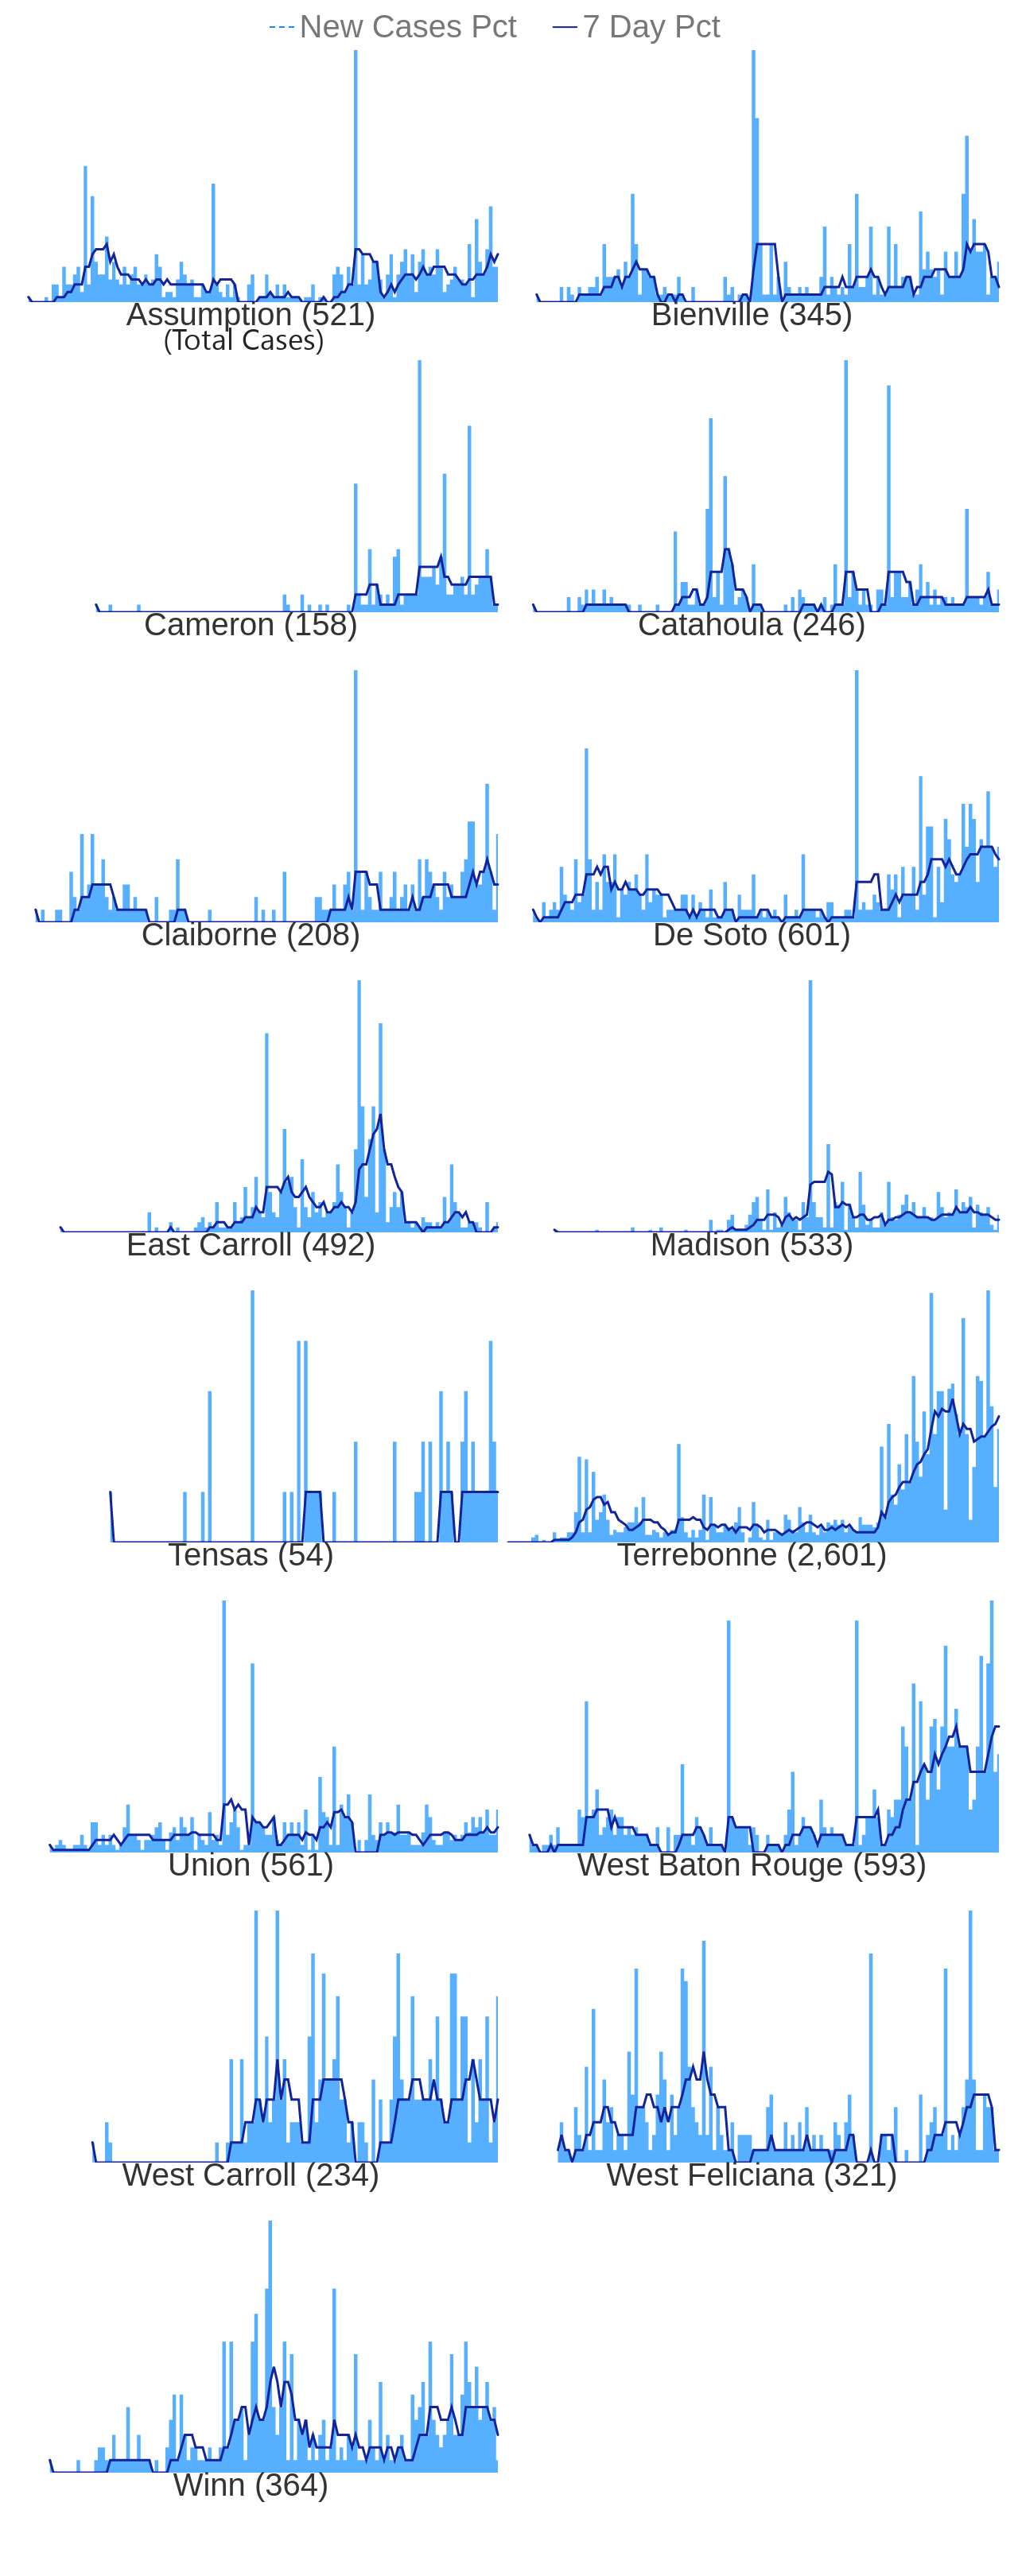 New Cases Pct 7 Day Pct
Assumption (521) Bienville (345)
(Total Cases)
Cameron (158) Catahoula (246)
Claiborne (208) De Soto (601)
East Carroll (492) Madison (533)
Tensas (54) Terrebonne (2,601)
Union (561) West Baton Rouge (593)
West Carroll (234) West Feliciana (321)
Winn (364)